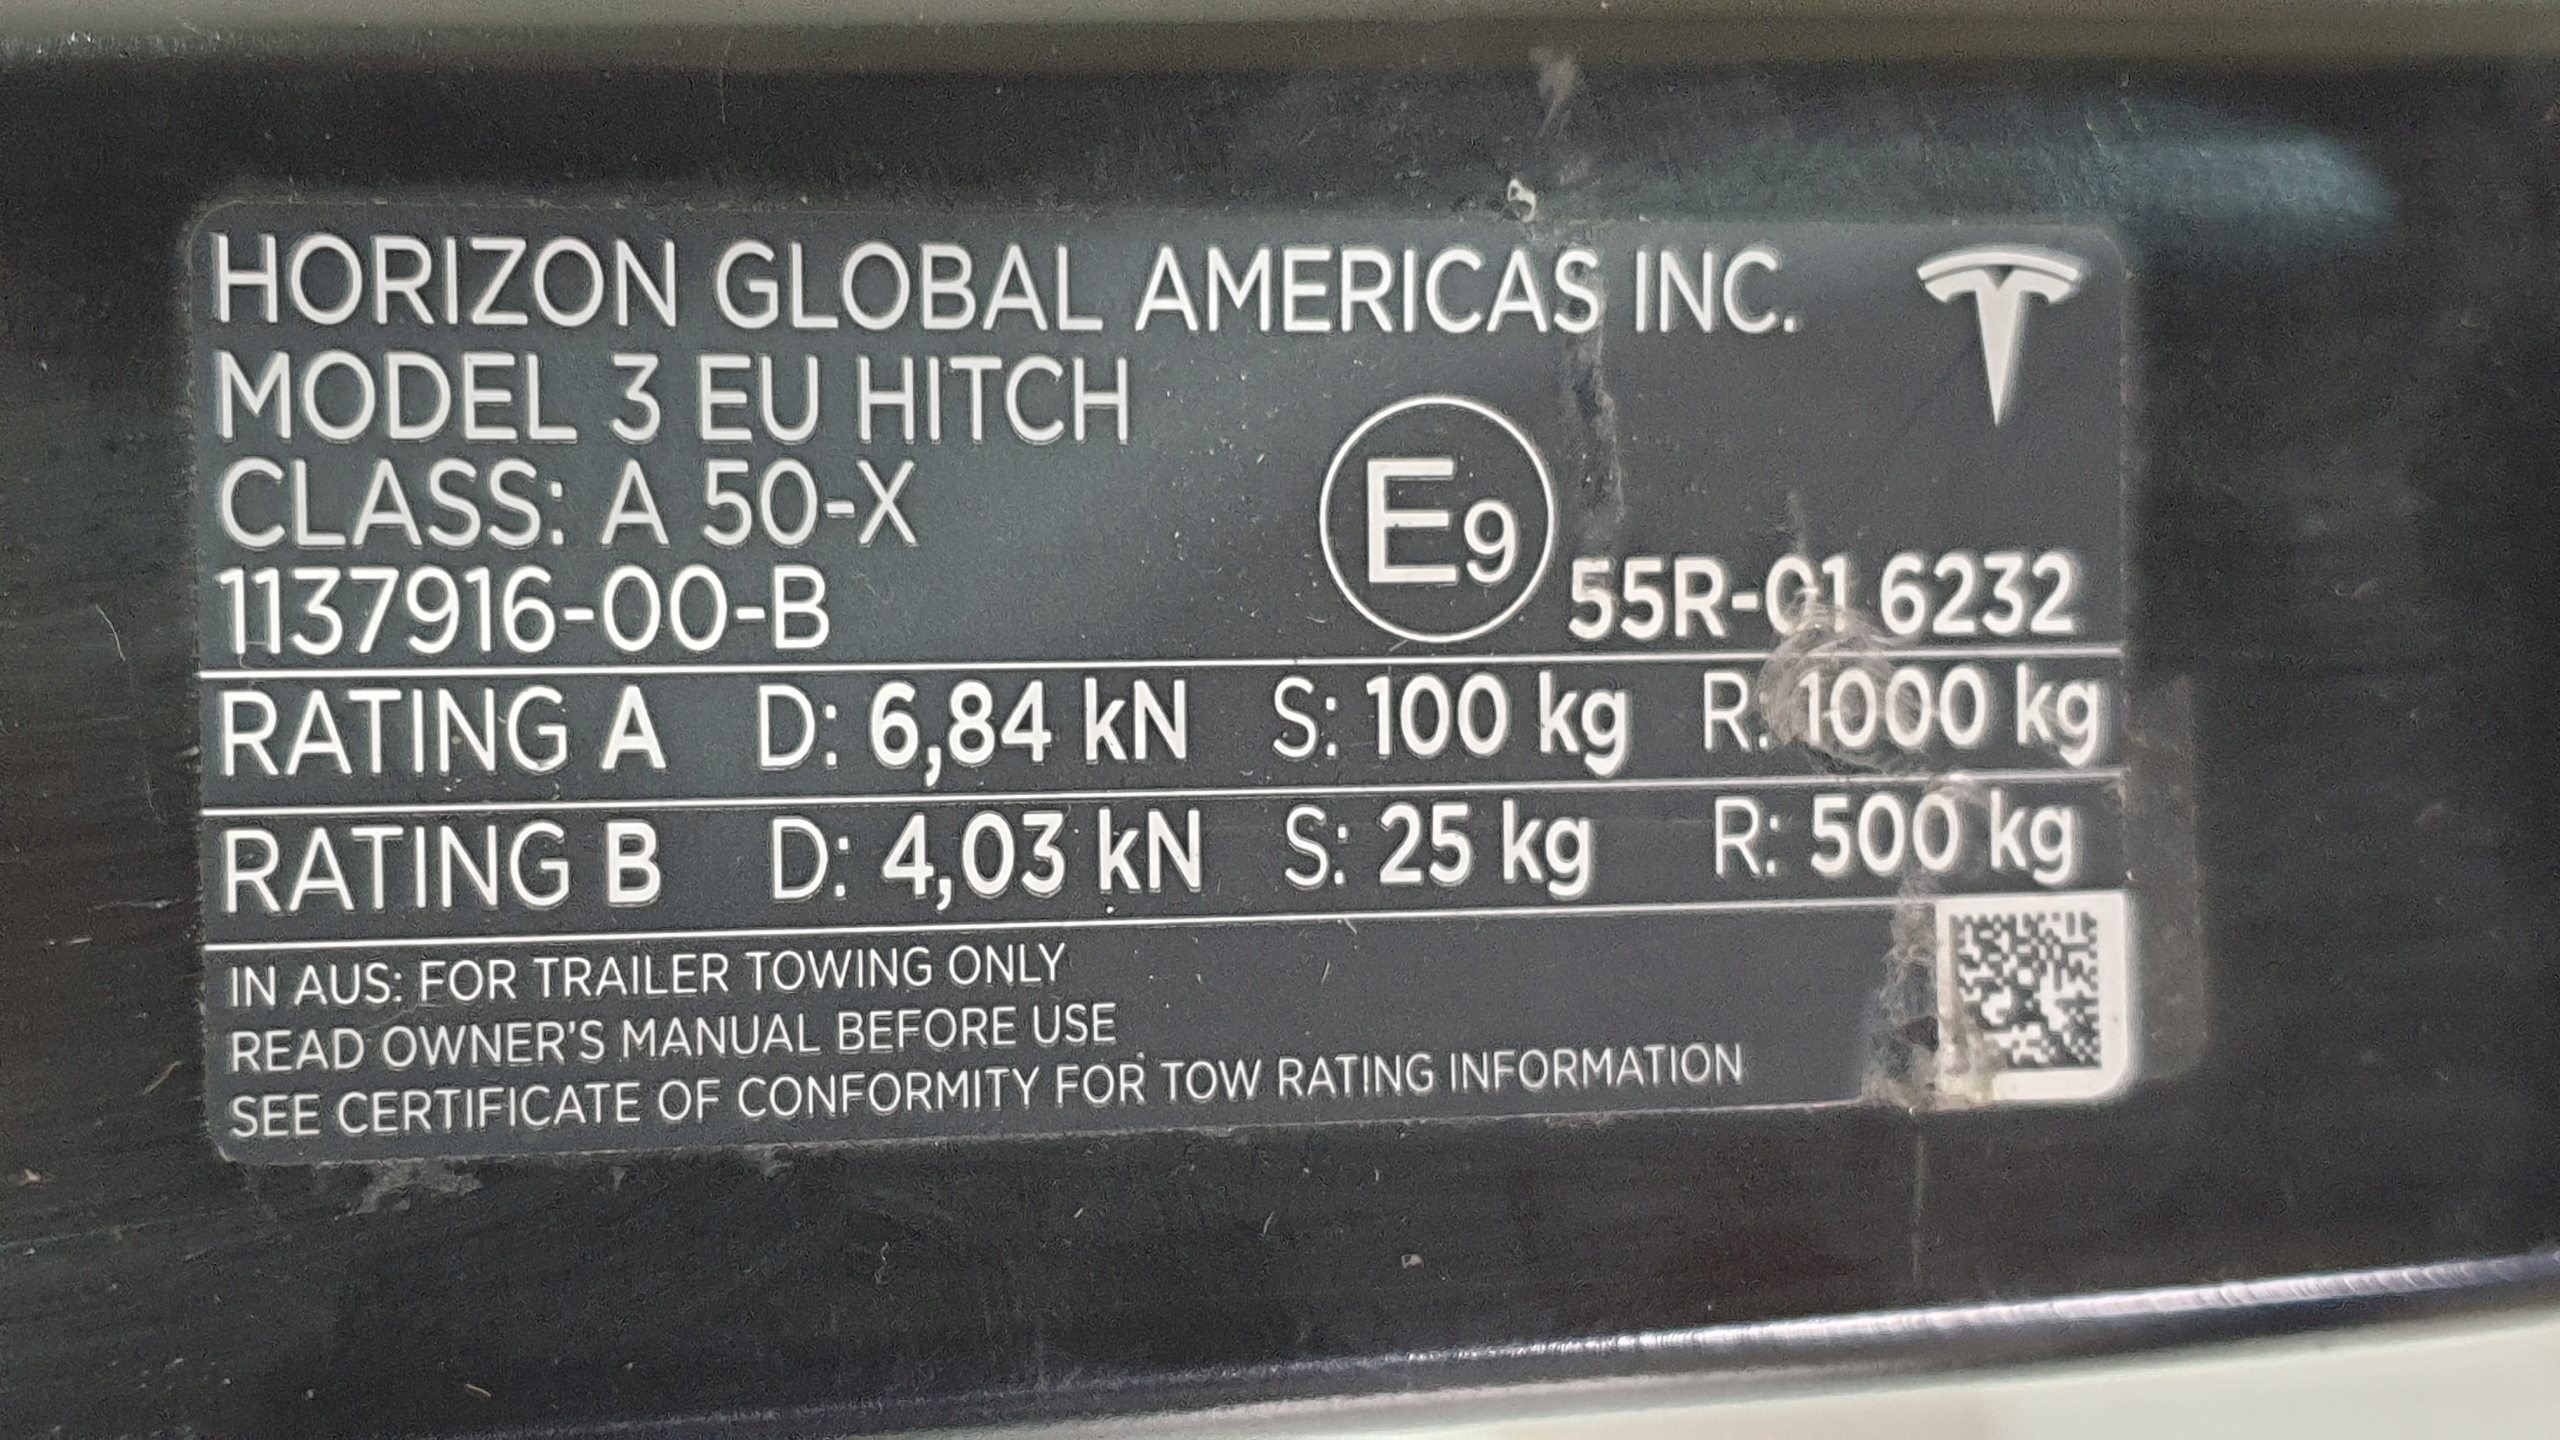 HORIZON GLOBAL AMERICAS INC.
MODEL 3 EU HITCH
CLASS: A 50-X
1137916-00-B
E9 55R-01 6232
RATING A D: 6,84 kN S: 100 kg R: 1000 kg
RATING B D: 4,03 kN S: 25 kg R: 500 kg
IN AUS: FOR TRAILER TOWING ONLY
READ OWNER'S MANUAL BEFORE USE
SEE CERTIFICATE OF CONFORMITY FOR TOW RATING INFORMATION